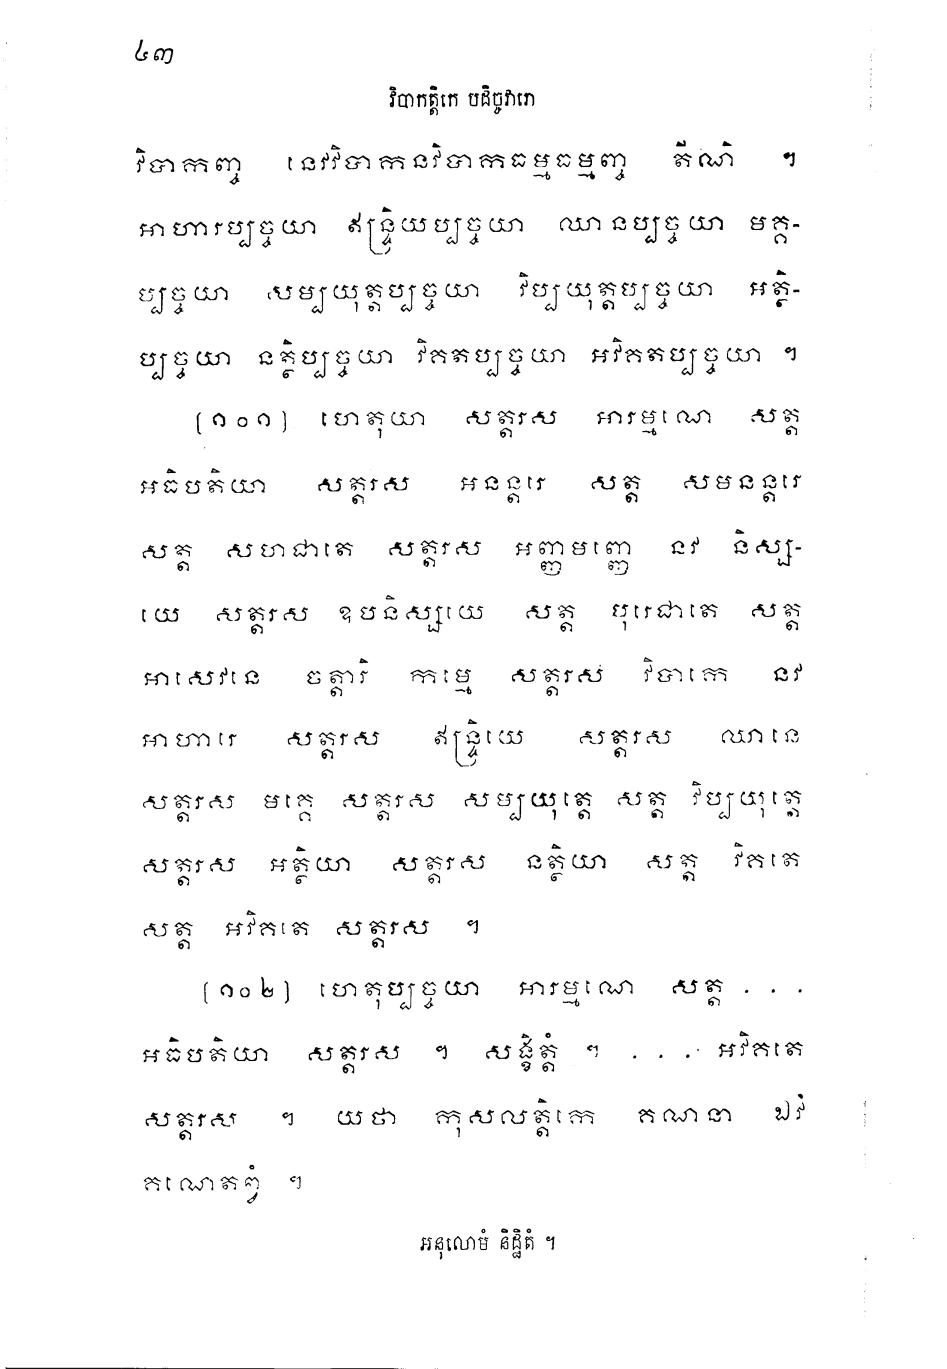 ៤៣
វិបាកត្តិកេ បដិច្ចវារោ
វិបាកញ្ច នេវវិបាកនវិបាកធម្មធម្មញ្ច តីណិ ។
អាហារប្បច្ចយា ឥន្ទ្រិយប្បច្ចយា ឈានប្បច្ចយា មគ្គ-
ប្បច្ចយា សម្បយុត្តប្បច្ចយា វិប្បយុត្តប្បច្ចយា អត្ថិ-
ប្បច្ចយា នត្ថិប្បច្ចយា វិគតប្បច្ចយា អវិគតប្បច្ចយា ។
[១០១] ហេតុយា សត្តរស អារម្មណេ សត្ត
អធិបតិយា សត្តរស អនន្តរេ សត្ត សមនន្តរេ
សត្ត សហជាតេ សត្តរស អញ្ញមញ្ញេ នវ និស្ស-
យេ សត្តរស ឧបនិស្សយេ សត្ត បុរេជាតេ សត្ត
អាសេវនេ ចត្តារិ កម្មេ សត្តរស វិបាកេ នវ
អាហារេ សត្តរស ឥន្ទ្រិយេ សត្តរស ឈានេ
សត្តរស មគ្គេ សត្តរស សម្បយុត្តេ សត្ត វិប្បយុត្តេ
សត្តរស អត្ថិយា សត្តរស នត្ថិយា សត្ត វិគតេ
សត្ត អវិគតេ សត្តរស ។
[១០២] ហេតុប្បច្ចយា អារម្មណេ សត្ត . . .
អធិបតិយា សត្តរស ។ សង្ខិត្តំ ។ . . . អវិគតេ
សត្តរស ។ យថា កុសលត្តិកេ គណនា ឯវំ
គណេតព្វំ ។
អនុលោមំ និដ្ឋិតំ ។